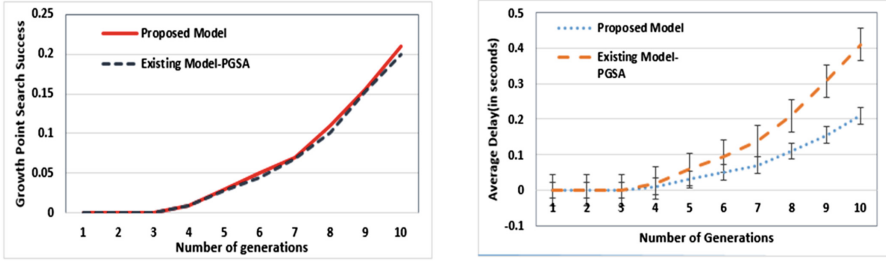 Growth Point Search Success
0.25
0.2
0.15
0.1
0.05
0
Proposed Model
Existing Model-PGSA
1 2 3 4 5 6 7 8 9 10
Number of generations
Average Delay(in seconds)
0.5
0.4
0.3
0.2
0.1
0
-0.1
Proposed Model
Existing Model-
PGSA
1 2 3 4 5 6 7 8 9 10
Number of Generations